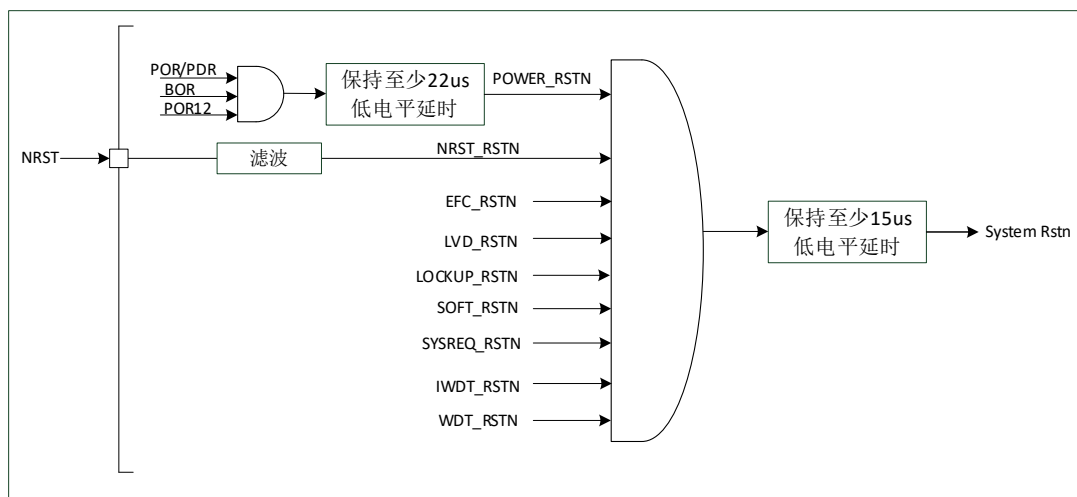 POR/PDR
BOR
POR12
保持至少22us
低电平延时
POWER_RSTN
NRST
滤波
NRST_RSTN
EFC_RSTN
LVD_RSTN
LOCKUP_RSTN
SOFT_RSTN
SYSREQ_RSTN
IWDT_RSTN
WDT_RSTN
保持至少15us
低电平延时
System Rstn